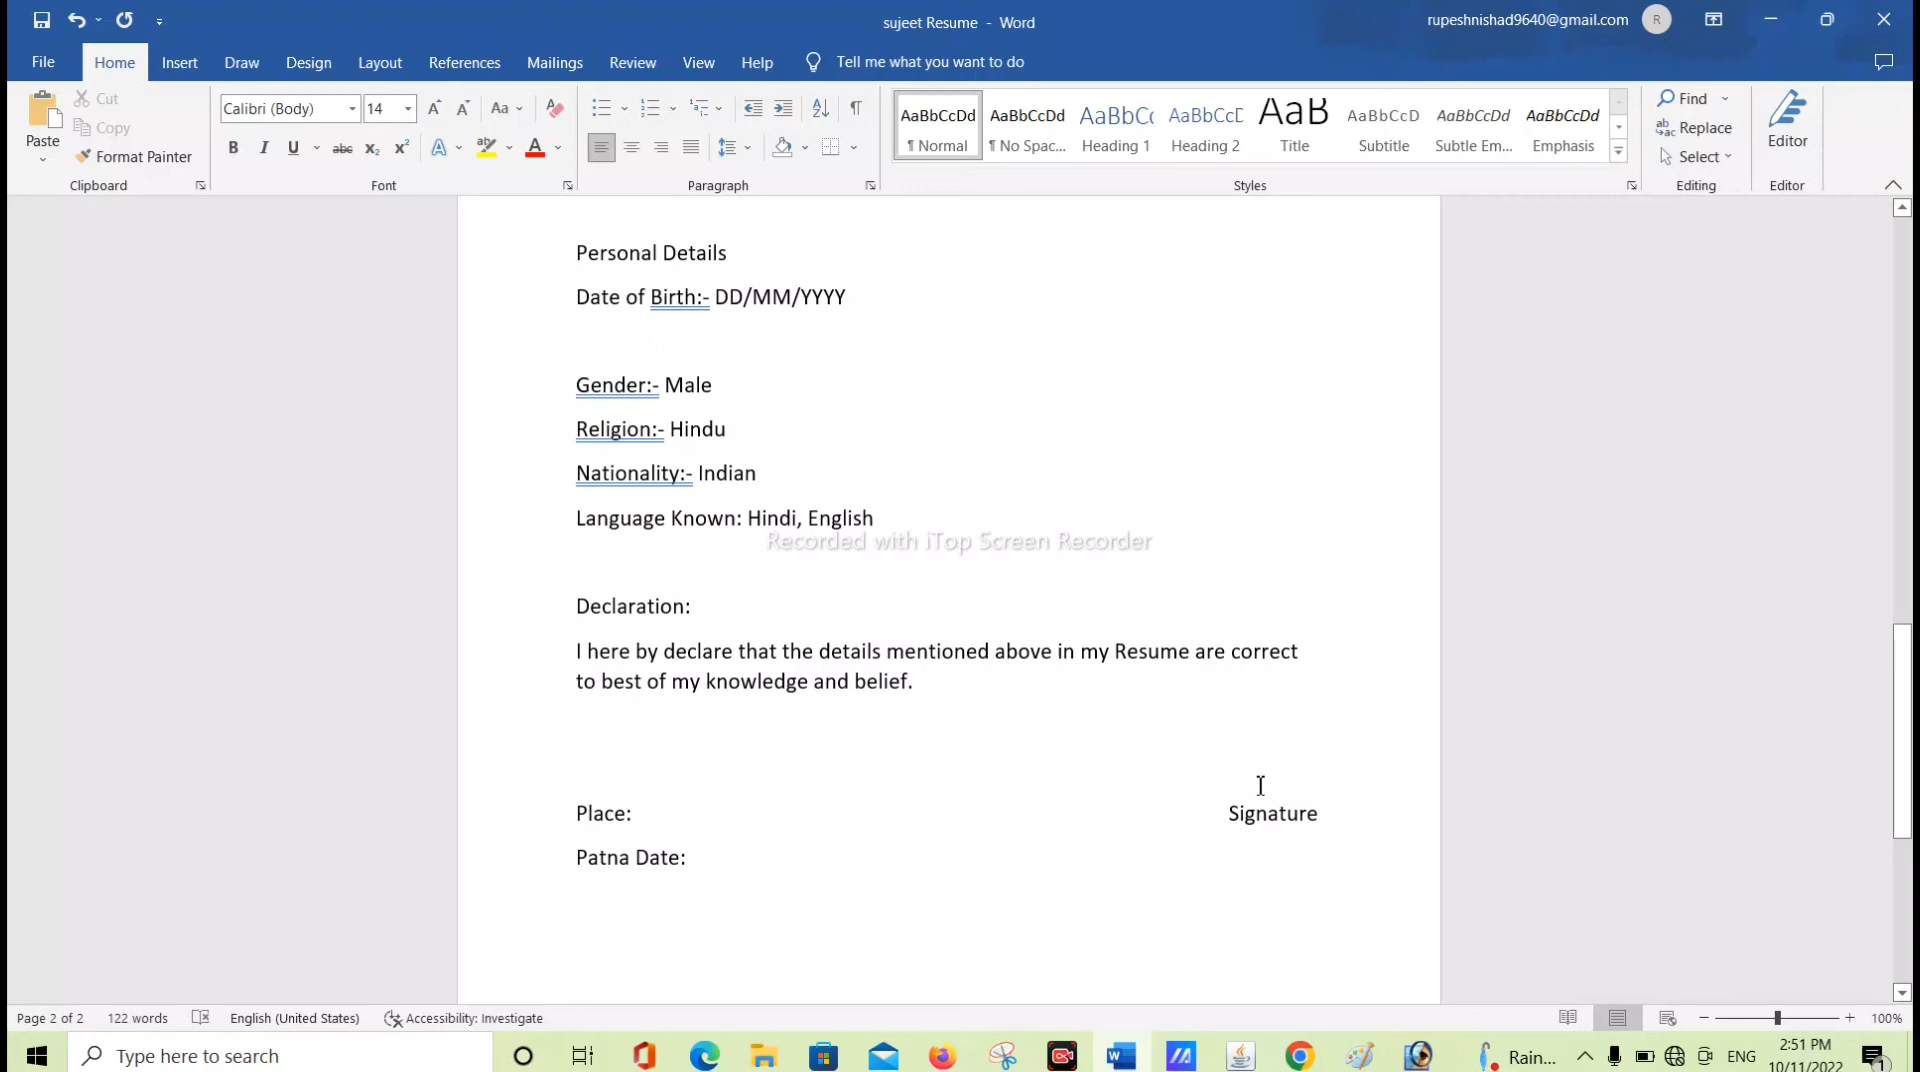 sujeet Resume - Word
rupeshnishad9640@gmail.com
R
File Home Insert Draw Design Layout References Mailings Review View Help Tell me what you want to do
Paste
Cut
Copy
Format Painter
Clipboard
Calibri (Body) 14
Font
Paragraph
AaBbCcDd AaBbCcDd AaBbCc AaBbCcD AaB AaBbCcD AaBbCcDd AaBbCcDd
¶ Normal ¶ No Spac... Heading 1 Heading 2 Title Subtitle Subtle Em... Emphasis
Styles
Find
Replace
Select
Editing
Editor
Editor
Personal Details
Date of Birth:- DD/MM/YYYY
Gender:- Male
Religion:- Hindu
Nationality:- Indian
Language Known: Hindi, English
Recorded with iTop Screen Recorder
Declaration:
I here by declare that the details mentioned above in my Resume are correct
to best of my knowledge and belief.
Place: Signature
Patna Date:
Page 2 of 2 122 words English (United States) Accessibility: Investigate 100%
Type here to search
Rain... ENG 2:51 PM
10/11/2022
1